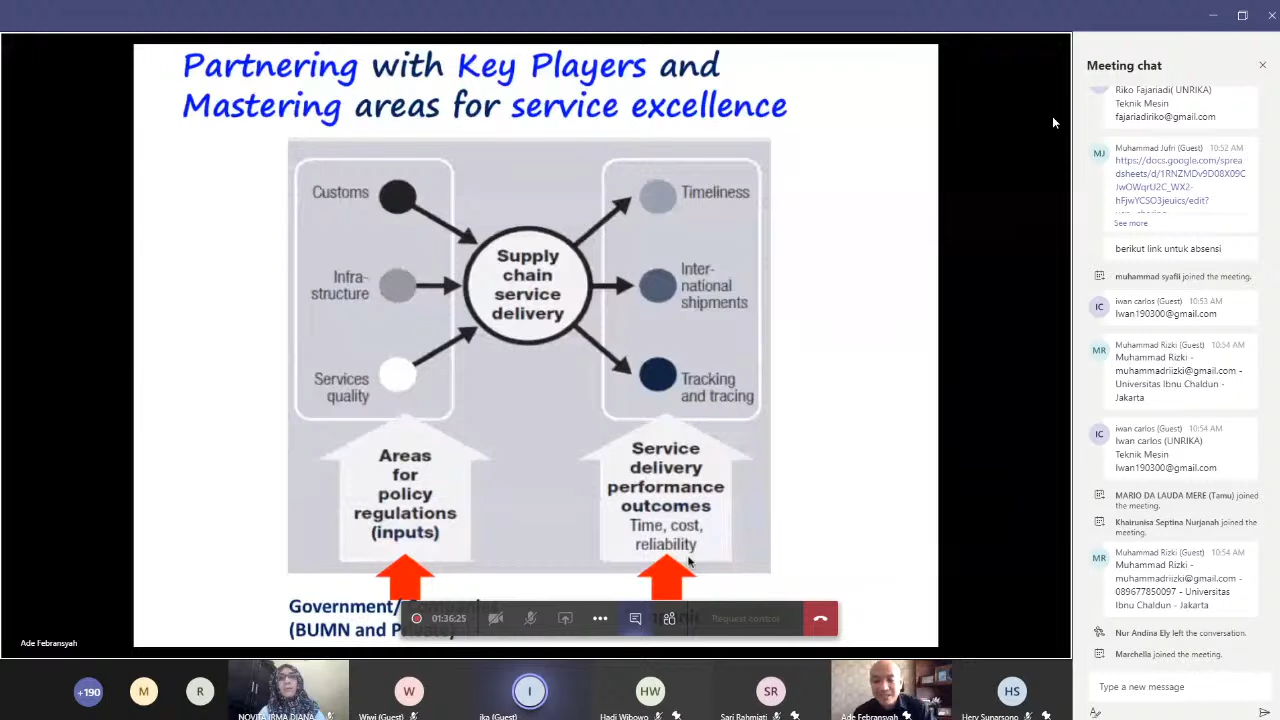 Partnering with Key Players and
Mastering areas for service excellence
Customs
Infra-
structure
Services
quality
Supply
chain
service
delivery
Timeliness
Inter-
national
shipments
Tracking
and tracing
Areas
for
policy
regulations
(inputs)
Service
delivery
performance
outcomes
Time, cost,
reliability
Government/
(BUMN and
01:36:25
Request control
Ade Febransyah
+190
M
R
NOVITA IRMA DIANA
W
Wiwi (Guest)
I
ika (Guest)
HW
Hadi Wibowo
SR
Sari Rahmiati
Ade Febransyah
HS
Hery Sunarsono
Meeting chat
Riko Fajanadi( UNRIKA)
Teknik Mesin
fajariadiriko@gmail.com
MJ
Muhammad Jufri (Guest) 10:52 AM
https://docs.google.com/sprea
dsheets/d/1RNZMDv9D08X09C
JwOWqrU2C_WX2-
hFjwYCSO3jeuics/edit?
See more
berikut link untuk absensi
muhammad syafil joined the meeting.
IC
iwan carlos (Guest) 10:53 AM
Iwan190300@gmail.com
MR
Muhammad Rizki (Guest) 10:54 AM
Muhammad Rizki -
muhammadriizki@gmail.com -
Universitas Ibnu Chaldun -
Jakarta
IC
iwan carlos (Guest) 10:54 AM
Iwan carlos (UNRIKA)
Teknik Mesin
Iwan190300@gmail.com
MARIO DA LAUDA MERE (Tamu) joined
the meeting.
Khairunisa Septina Nurjanah joined the
meeting.
MR
Muhammad Rizki (Guest) 10:54 AM
Muhammad Rizki -
muhammadriizki@gmail.com -
089677850097 - Universitas
Ibnu Chaldun - Jakarta
Nur Andina Ely left the conversation.
Marchella joined the meeting.
Type a new message